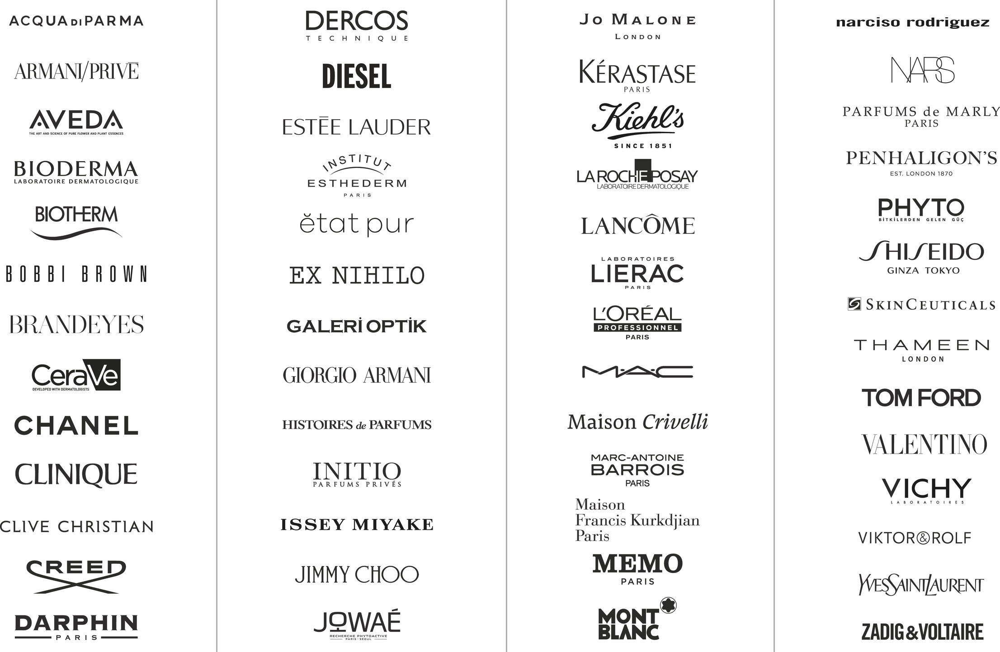 ACQUA DI PARMA
ARMANI/PRIVĒ
AVEDA
THE ART AND SCIENCE OF PURE FLOWER AND PLANT ESSENCES
BIODERMA
LABORATOIRE DERMATOLOGIQUE
BIOTHERM
BOBBI BROWN
BRANDEYES
CeraVe
DEVELOPED WITH DERMATOLOGISTS
CHANEL
CLINIQUE
CLIVE CHRISTIAN
CREED
DARPHIN
PARIS
DERCOS
TECHNIQUE
DIESEL
ESTĒE LAUDER
INSTITUT
ESTHEDERM
PARIS
ĕtat pur
EX NIHILO
GALERİ OPTİK
GIORGIO ARMANI
HISTOIRES de PARFUMS
INITIO
PARFUMS PRIVÉS
ISSEY MIYAKE
JIMMY CHOO
JOWAÉ
RECHERCHE PHYTOACTIVE
PARIS · SEOUL
JO MALONE
LONDON
KÉRASTASE
PARIS
Kiehl's
SINCE 1851
LA ROCHE POSAY
LABORATOIRE DERMATOLOGIQUE
LANCÔME
LABORATOIRES
LIERAC
PARIS
L'ORÉAL
PROFESSIONNEL
PARIS
M·A·C
Maison Crivelli
MARC-ANTOINE
BARROIS
PARIS
Maison
Francis Kurkdjian
Paris
MEMO
PARIS
MONT
BLANC
narciso rodriguez
NARS
PARFUMS de MARLY
PARIS
PENHALIGON'S
EST. LONDON 1870
PHYTO
BİTKİLERDEN GELEN GÜÇ
SHISEIDO
GINZA TOKYO
SKINCEUTICALS
THAMEEN
LONDON
TOM FORD
VALENTINO
VICHY
LABORATOIRES
VIKTOR&ROLF
YVESSAINTLAURENT
ZADIG&VOLTAIRE